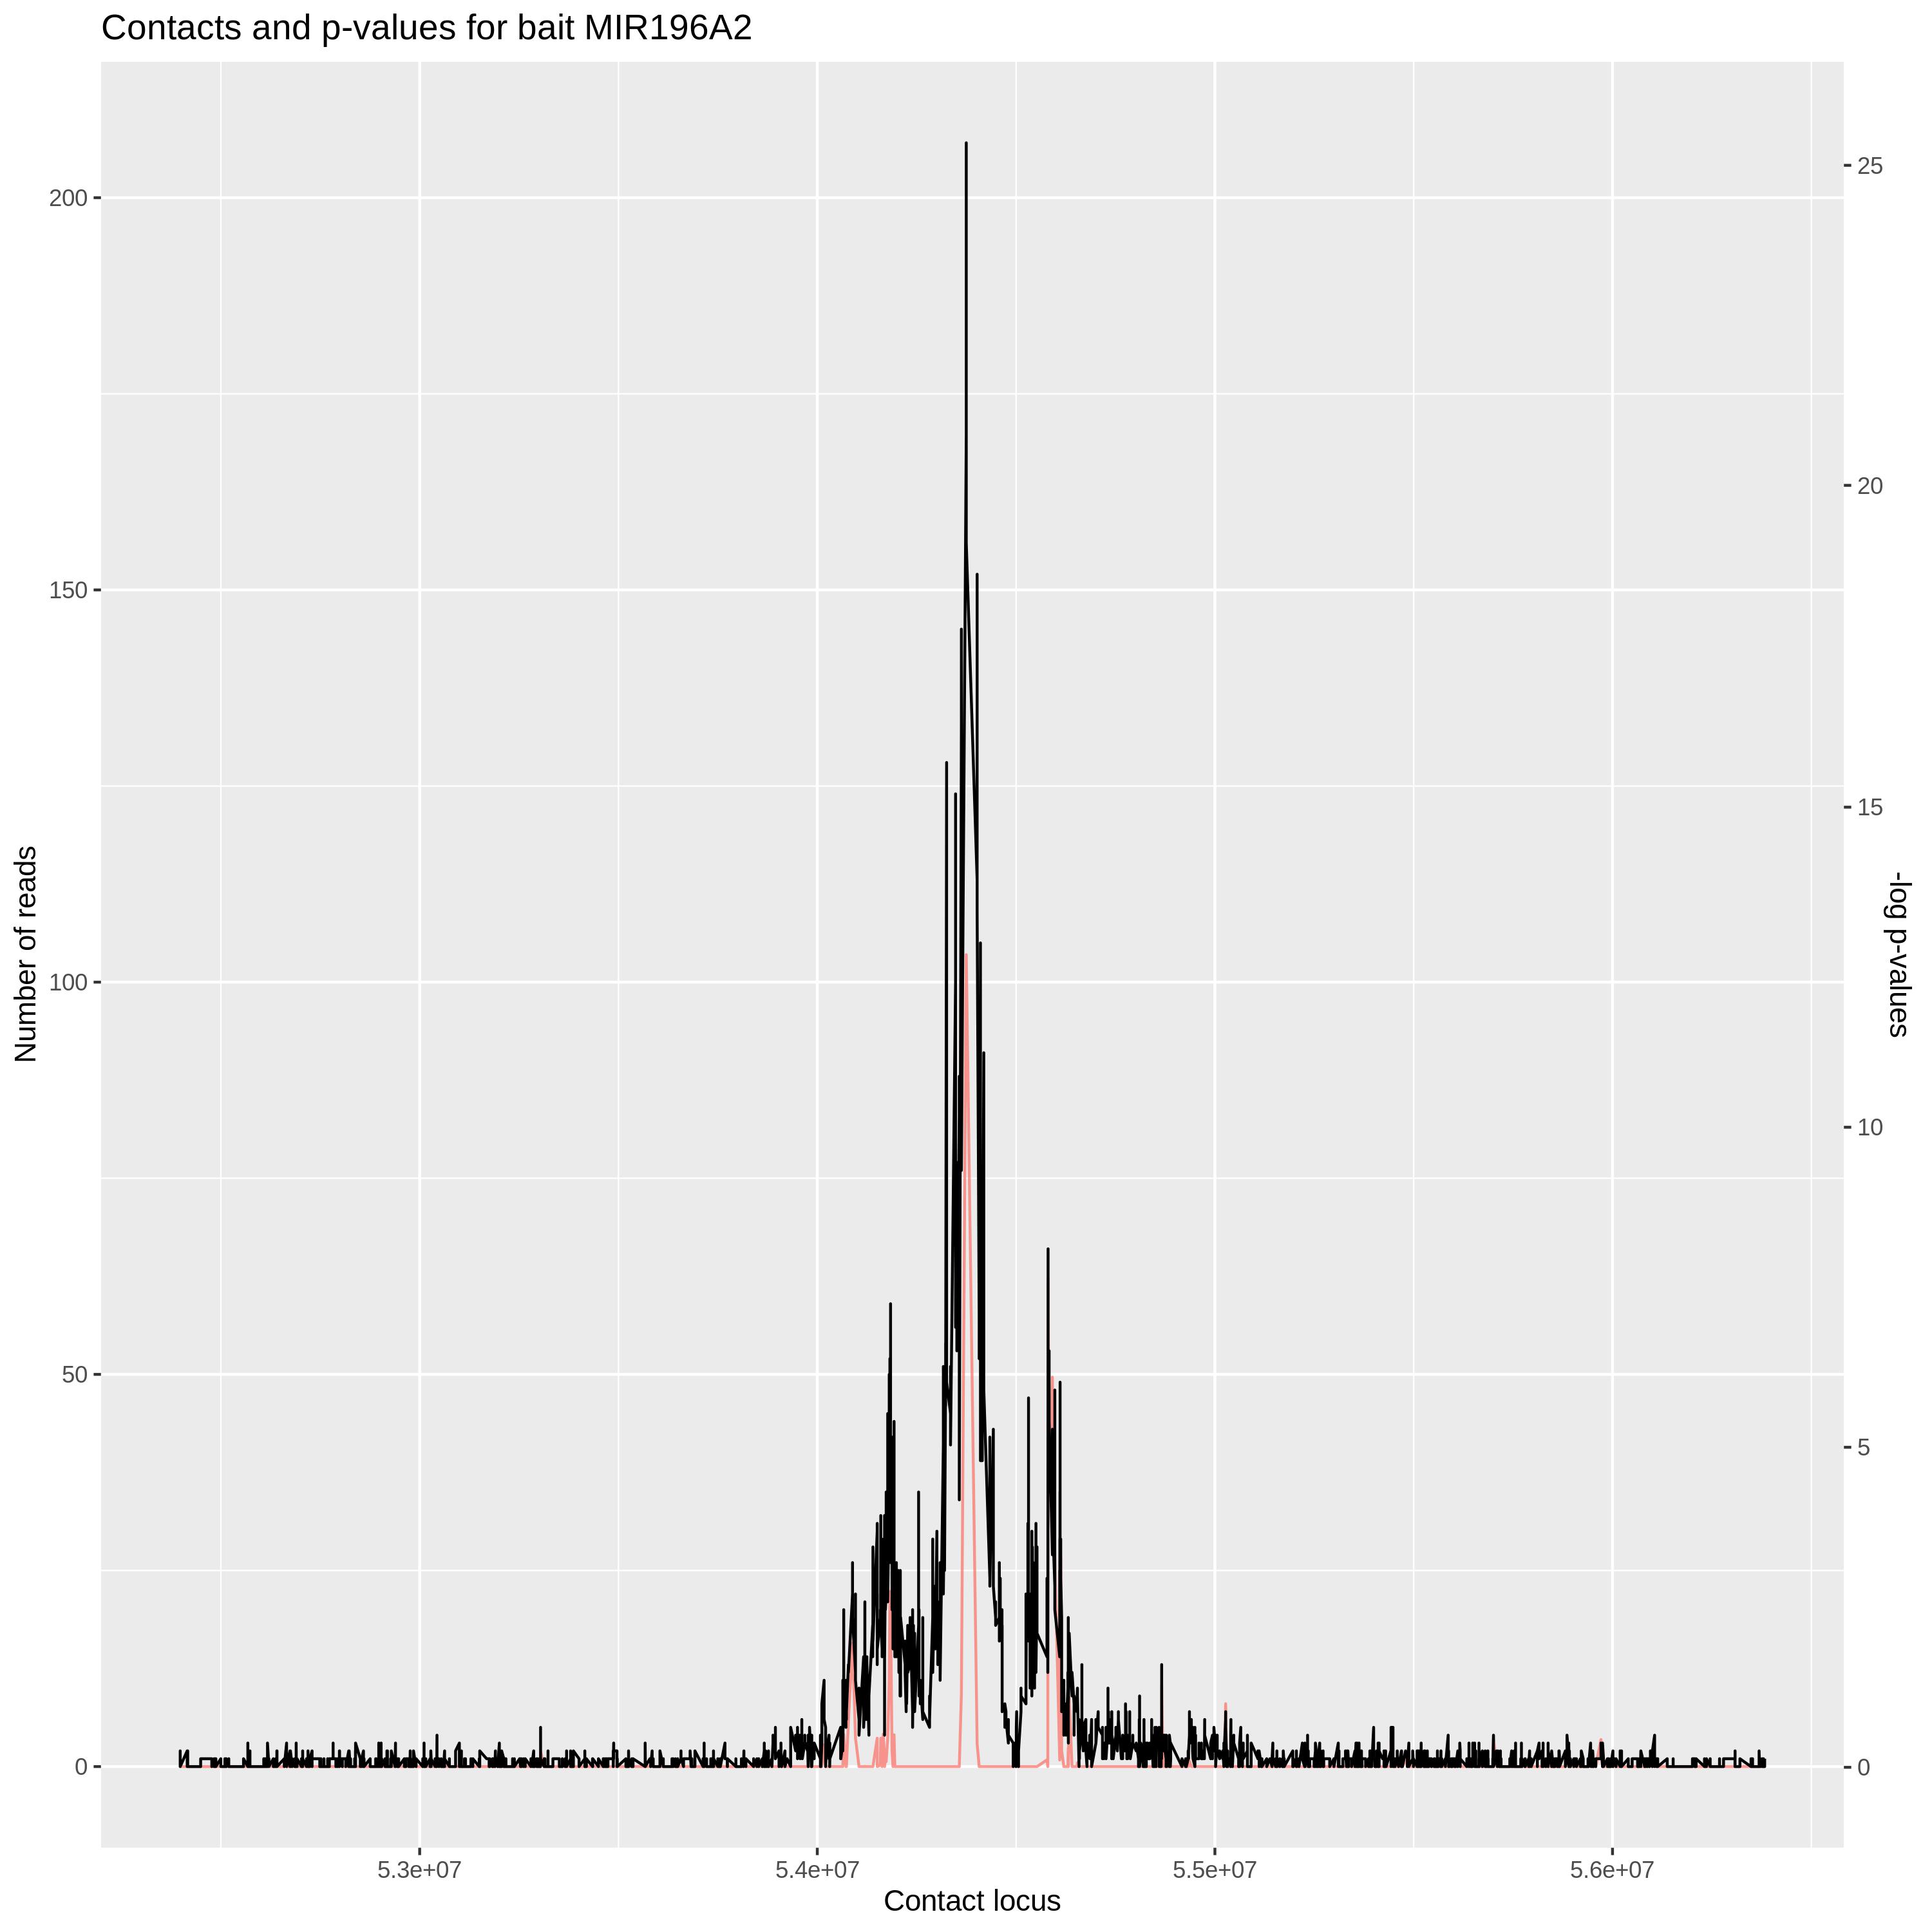 Contacts and p-values for bait MIR196A2
200
150
100
50
0
25
20
15
10
5
0
Number of reads
-log p-values
5.3e+07
5.4e+07
5.5e+07
5.6e+07
Contact locus